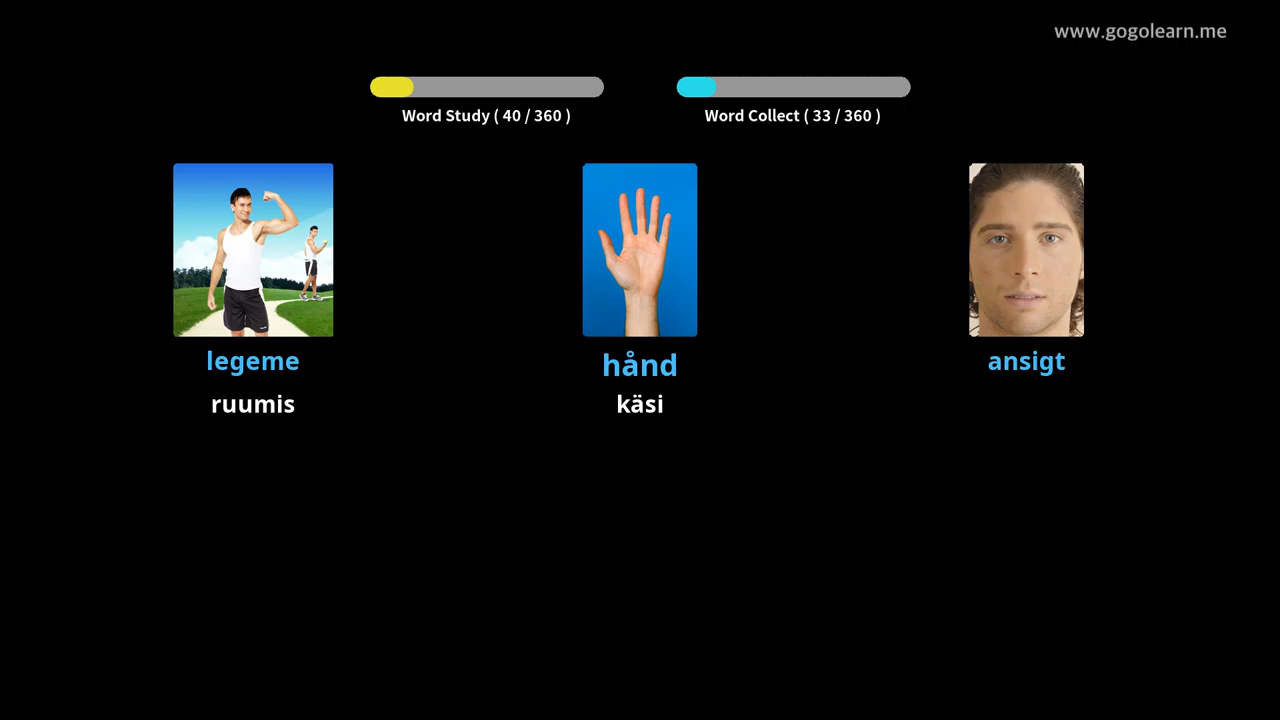 www.gogolearn.me
Word Study ( 40 / 360 )
Word Collect ( 33 / 360 )
legeme
hånd
ansigt
ruumis
käsi